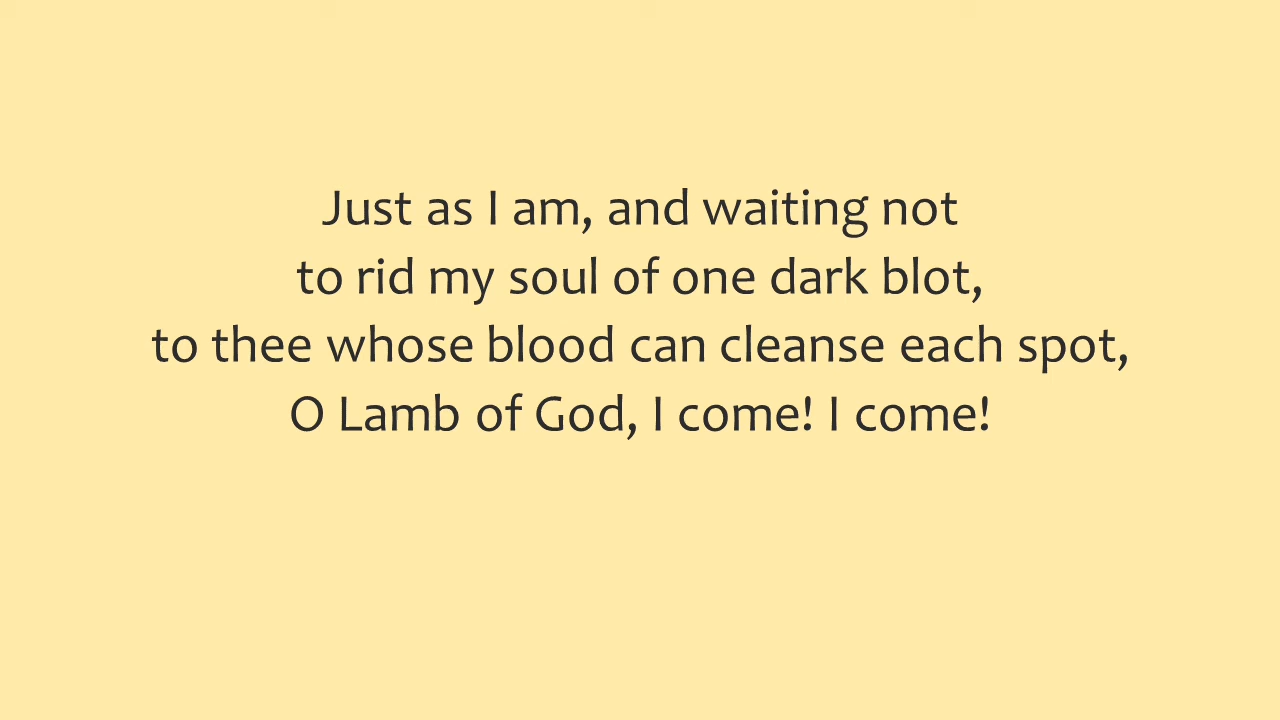 Just as I am, and waiting not
to rid my soul of one dark blot,
to thee whose blood can cleanse each spot,
O Lamb of God, I come! I come!